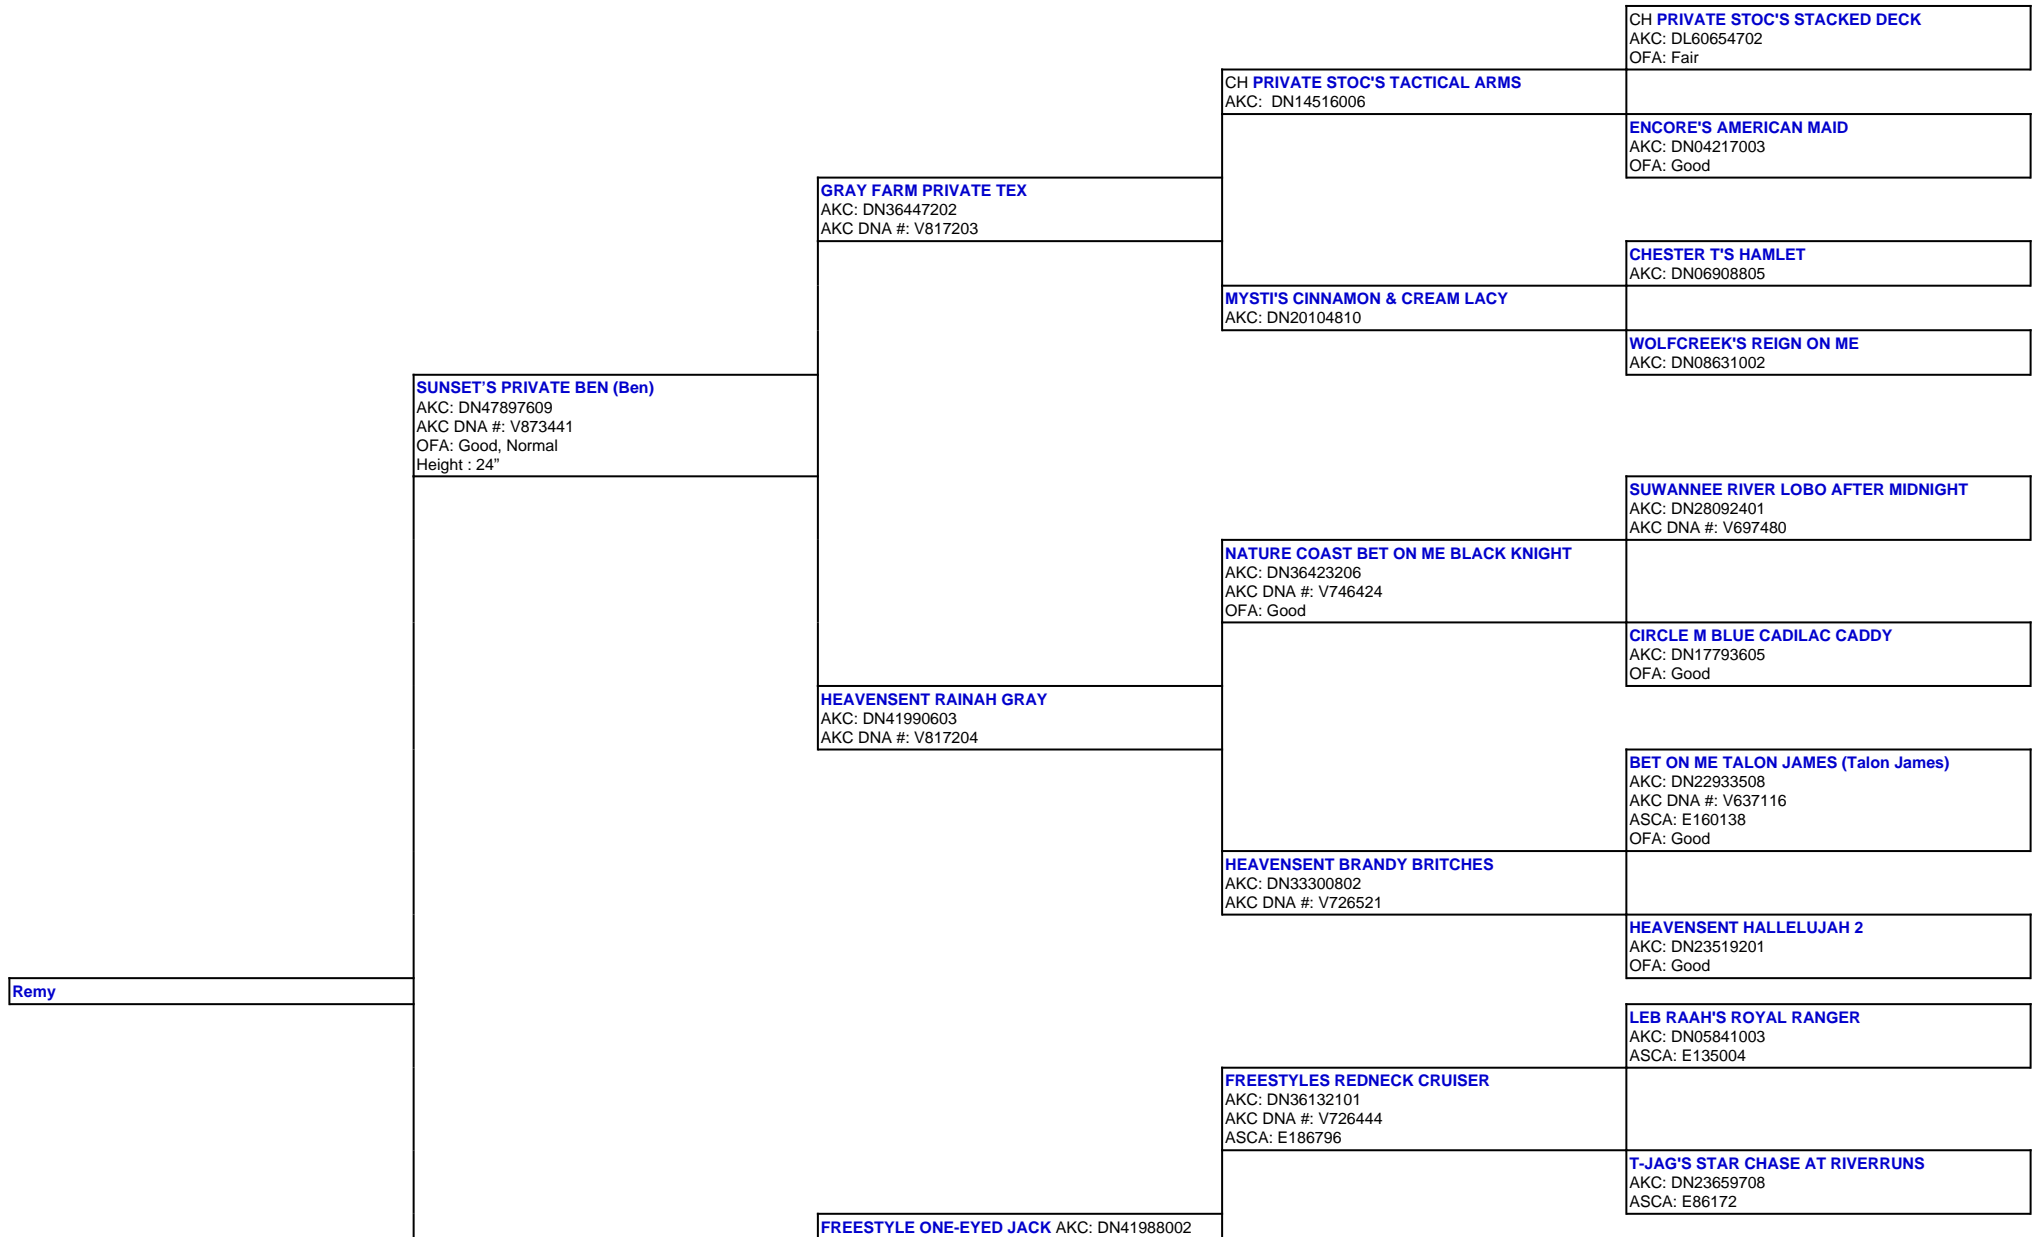 CH PRIVATE STOC'S STACKED DECK
AKC: DL60654702
OFA: Fair
CH PRIVATE STOC'S TACTICAL ARMS
AKC: DN14516006
ENCORE'S AMERICAN MAID
AKC: DN04217003
OFA: Good
GRAY FARM PRIVATE TEX
AKC: DN36447202
AKC DNA #: V817203
CHESTER T'S HAMLET
AKC: DN06908805
MYSTI'S CINNAMON & CREAM LACY
AKC: DN20104810
WOLFCREEK'S REIGN ON ME
AKC: DN08631002
SUNSET’S PRIVATE BEN (Ben)
AKC: DN47897609
AKC DNA #: V873441
OFA: Good, Normal
Height : 24”
SUWANNEE RIVER LOBO AFTER MIDNIGHT
AKC: DN28092401
AKC DNA #: V697480
NATURE COAST BET ON ME BLACK KNIGHT
AKC: DN36423206
AKC DNA #: V746424
OFA: Good
CIRCLE M BLUE CADILAC CADDY
AKC: DN17793605
OFA: Good
HEAVENSENT RAINAH GRAY
AKC: DN41990603
AKC DNA #: V817204
BET ON ME TALON JAMES (Talon James)
AKC: DN22933508
AKC DNA #: V637116
ASCA: E160138
OFA: Good
HEAVENSENT BRANDY BRITCHES
AKC: DN33300802
AKC DNA #: V726521
HEAVENSENT HALLELUJAH 2
AKC: DN23519201
OFA: Good
Remy
LEB RAAH'S ROYAL RANGER
AKC: DN05841003
ASCA: E135004
FREESTYLES REDNECK CRUISER
AKC: DN36132101
AKC DNA #: V726444
ASCA: E186796
T-JAG'S STAR CHASE AT RIVERRUNS
AKC: DN23659708
ASCA: E86172
FREESTYLE ONE-EYED JACK AKC: DN41988002